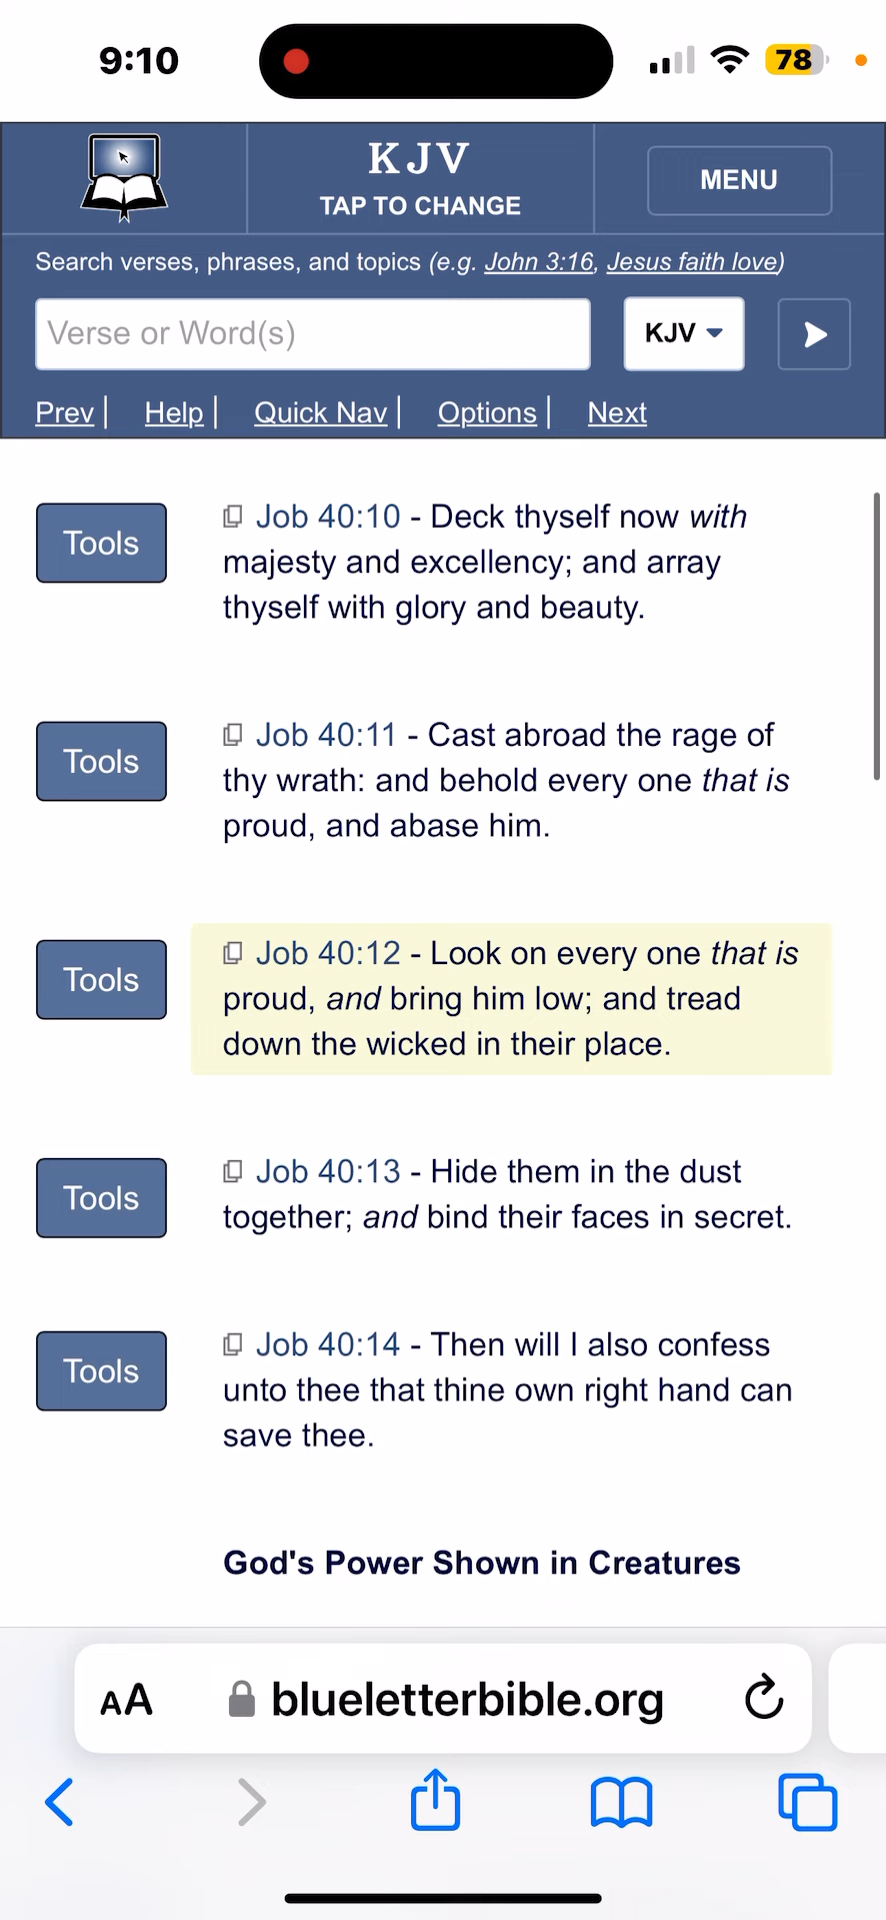 9:10
78
KJV
TAP TO CHANGE
MENU
Search verses, phrases, and topics (e.g. John 3:16, Jesus faith love)
Verse or Word(s)
KJV
Prev | Help | Quick Nav | Options | Next
Tools
Job 40:10 - Deck thyself now with
majesty and excellency; and array
thyself with glory and beauty.
Tools
Job 40:11 - Cast abroad the rage of
thy wrath: and behold every one that is
proud, and abase him.
Tools
Job 40:12 - Look on every one that is
proud, and bring him low; and tread
down the wicked in their place.
Tools
Job 40:13 - Hide them in the dust
together; and bind their faces in secret.
Tools
Job 40:14 - Then will I also confess
unto thee that thine own right hand can
save thee.
God's Power Shown in Creatures
AA
blueletterbible.org